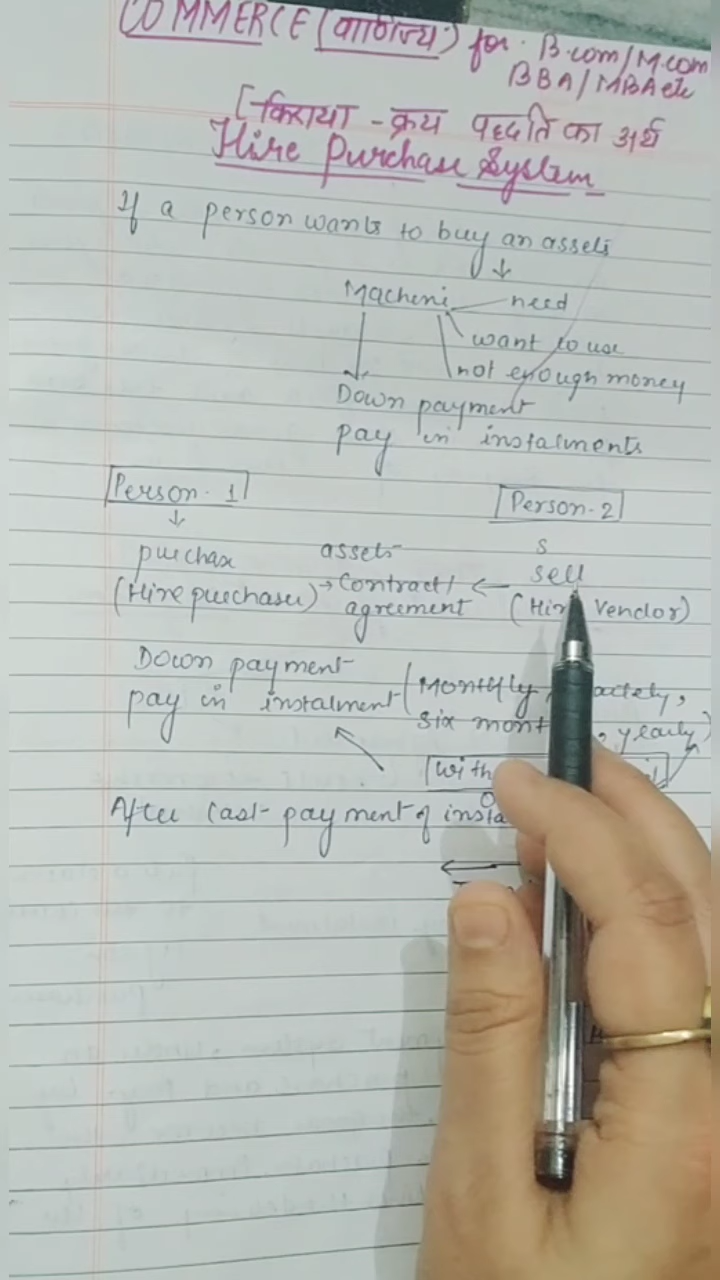 COMMERCE (वाणिज्य) for B.com/M.com
BBA/MBA etc
[किराया - क्रय पद्धति का अर्थ
Hire Purchase System
If a person wants to buy an assets
Macheni need
want to use
not enough money
Down payment
pay in instalments
Person-1 Person-2
S
purchase assets sell
(Hire purchaser) → Contract/ ← (Hire Vendor)
agreement
Down payment
pay in instalment (Monthly,
six mont , yearly)
with
After last payment of insta